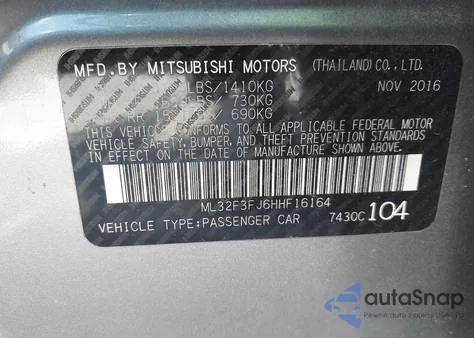 MFD.BY MITSUBISHI MOTORS (THAILAND) CO., LTD.
LBS/1410KG NOV 2016
LBS/ 730KG
RR 690KG
THIS VEHICLE CONFORMS TO ALL APPLICABLE FEDERAL MOTOR
VEHICLE SAFETY, BUMPER, AND THEFT PREVENTION STANDARDS
IN EFFECT ON THE DATE OF MANUFACTURE SHOWN ABOVE.
ML32F3FJ6HHF16164
VEHICLE TYPE:PASSENGER CAR 7430C 104
autoSnap